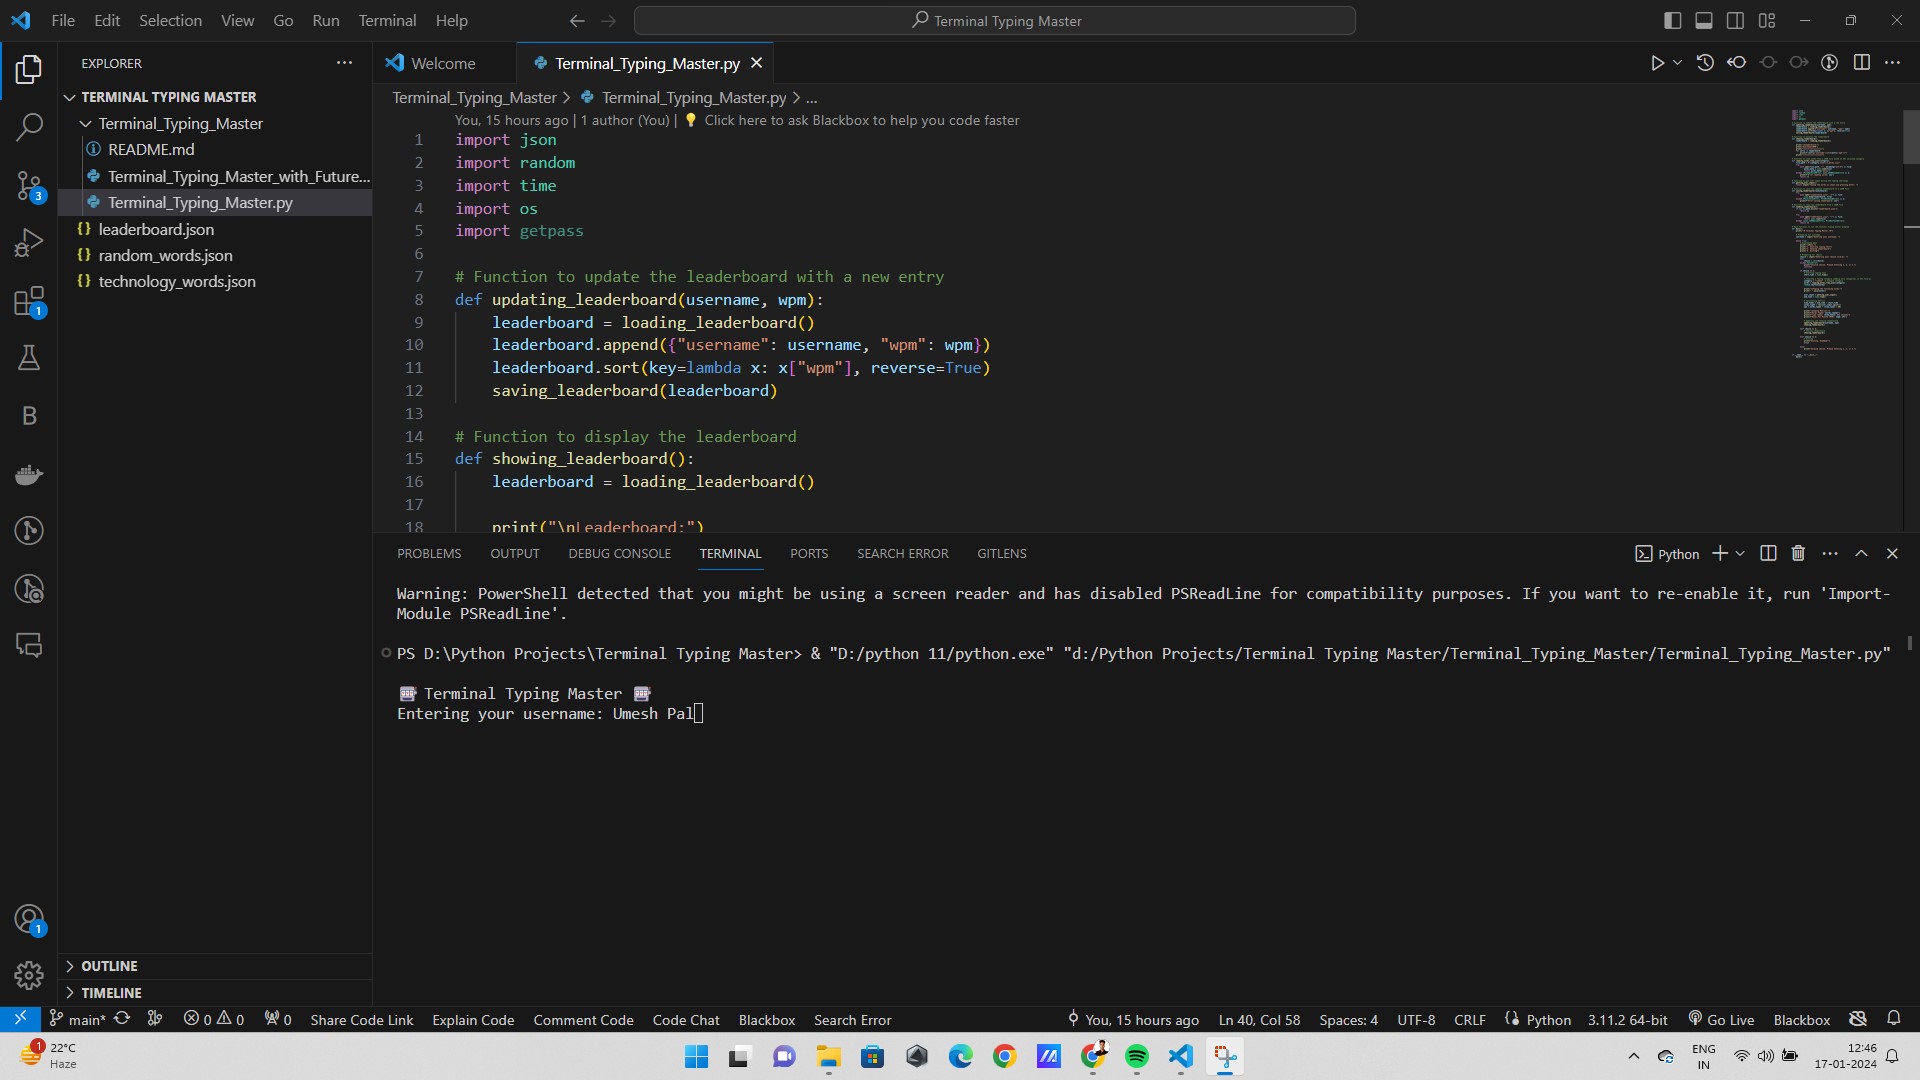 File Edit Selection View Go Run Terminal Help
Terminal Typing Master
EXPLORER
TERMINAL TYPING MASTER
Terminal_Typing_Master
README.md
Terminal_Typing_Master_with_Future...
Terminal_Typing_Master.py
leaderboard.json
random_words.json
technology_words.json
OUTLINE
TIMELINE
3
1
B
1
Welcome
Terminal_Typing_Master.py
Terminal_Typing_Master > Terminal_Typing_Master.py > ...
You, 15 hours ago | 1 author (You) | Click here to ask Blackbox to help you code faster
1 import json
2 import random
3 import time
4 import os
5 import getpass
6
7 # Function to update the leaderboard with a new entry
8 def updating_leaderboard(username, wpm):
9 leaderboard = loading_leaderboard()
10 leaderboard.append({"username": username, "wpm": wpm})
11 leaderboard.sort(key=lambda x: x["wpm"], reverse=True)
12 saving_leaderboard(leaderboard)
13
14 # Function to display the leaderboard
15 def showing_leaderboard():
16 leaderboard = loading_leaderboard()
17
18 print("\nLeaderboard:")
PROBLEMS OUTPUT DEBUG CONSOLE TERMINAL PORTS SEARCH ERROR GITLENS
Python
Warning: PowerShell detected that you might be using a screen reader and has disabled PSReadLine for compatibility purposes. If you want to re-enable it, run 'Import-
Module PSReadLine'.
PS D:\Python Projects\Terminal Typing Master> & "D:/python 11/python.exe" "d:/Python Projects/Terminal Typing Master/Terminal_Typing_Master/Terminal_Typing_Master.py"
Terminal Typing Master
Entering your username: Umesh Pal
main* 0 0 0 Share Code Link Explain Code Comment Code Code Chat Blackbox Search Error
You, 15 hours ago Ln 40, Col 58 Spaces: 4 UTF-8 CRLF Python 3.11.2 64-bit Go Live Blackbox
1
22°C
Haze
ENG
IN
12:46
17-01-2024